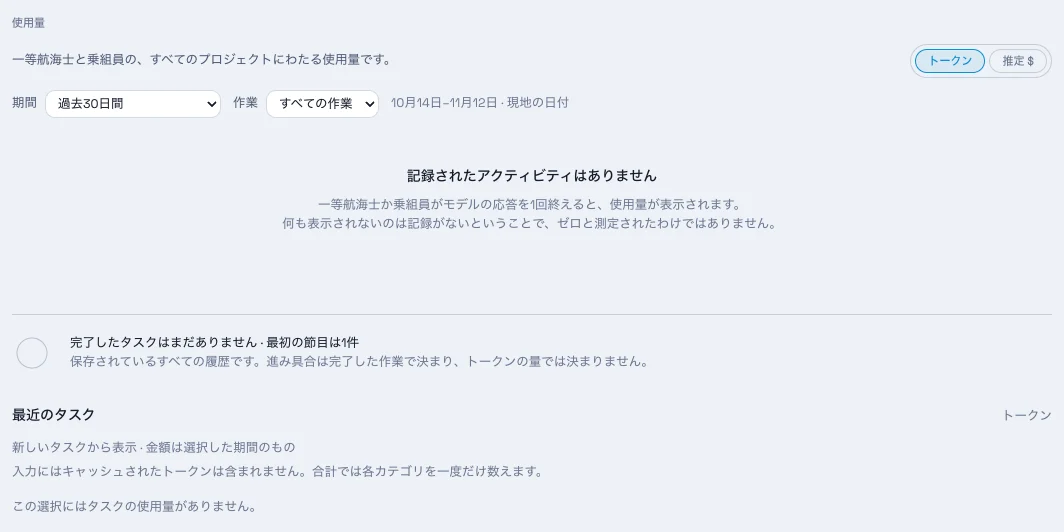 使用量
一等航海士と乗組員の、すべてのプロジェクトにわたる使用量です。
トークン
推定 $
期間
過去30日間
作業
すべての作業
10月14日–11月12日 · 現地の日付
記録されたアクティビティはありません
一等航海士か乗組員がモデルの応答を1回終えると、使用量が表示されます。
何も表示されないのは記録がないということで、ゼロと測定されたわけではありません。
完了したタスクはまだありません · 最初の節目は1件
保存されているすべての履歴です。進み具合は完了した作業で決まり、トークンの量では決まりません。
最近のタスク
トークン
新しいタスクから表示 · 金額は選択した期間のもの
入力にはキャッシュされたトークンは含まれません。合計では各カテゴリを一度だけ数えます。
この選択にはタスクの使用量がありません。